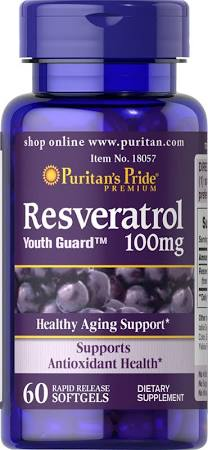 shop online www.puritan.com
Item No. 18057
Puritan's Pride®
PREMIUM
Resveratrol
Youth Guard™ 100mg
Healthy Aging Support*
Supports
Antioxidant Health*
60 RAPID RELEASE SOFTGELS
DIETARY SUPPLEMENT